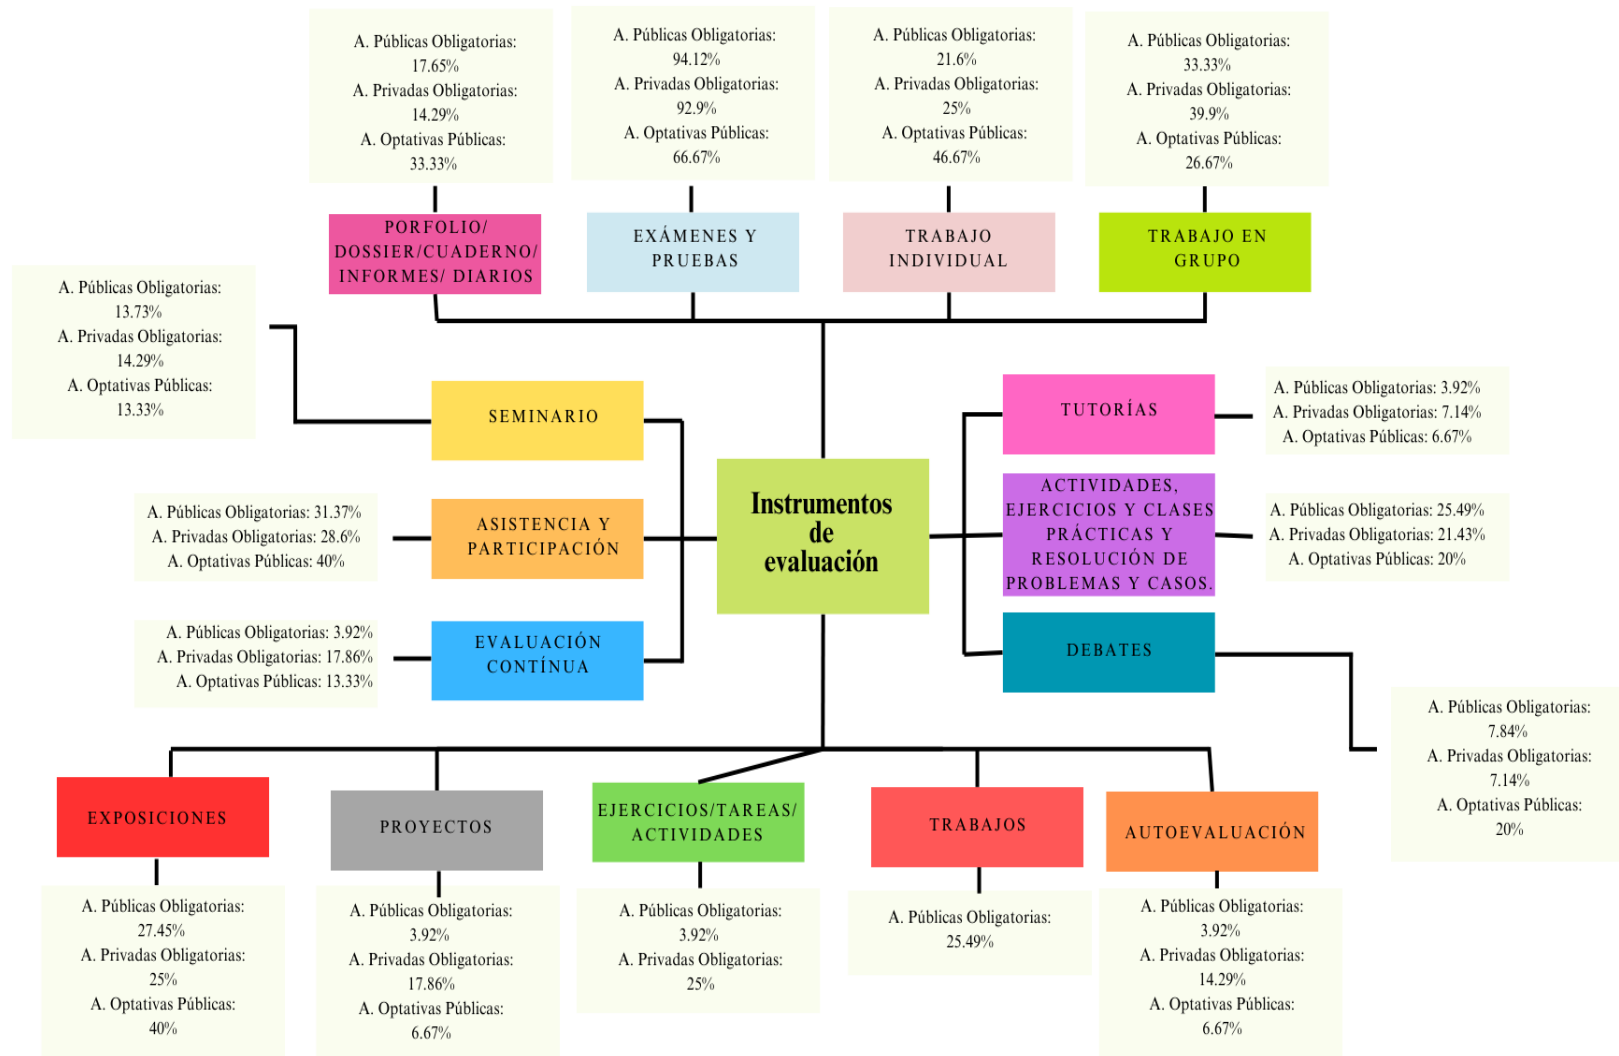 A. Públicas Obligatorias:
17.65%
A. Privadas Obligatorias:
14.29%
A. Optativas Públicas:
33.33%
A. Públicas Obligatorias:
94.12%
A. Privadas Obligatorias:
92.9%
A. Optativas Públicas:
66.67%
A. Públicas Obligatorias:
21.6%
A. Privadas Obligatorias:
25%
A. Optativas Públicas:
46.67%
A. Públicas Obligatorias:
33.33%
A. Privadas Obligatorias:
39.9%
A. Optativas Públicas:
26.67%
PORFOLIO/
DOSSIER/CUADERNO/
INFORMES/ DIARIOS
EXÁMENES Y
PRUEBAS
TRABAJO
INDIVIDUAL
TRABAJO EN
GRUPO
A. Públicas Obligatorias:
13.73%
A. Privadas Obligatorias:
14.29%
A. Optativas Públicas:
13.33%
SEMINARIO
A. Públicas Obligatorias: 31.37%
A. Privadas Obligatorias: 28.6%
A. Optativas Públicas: 40%
ASISTENCIA Y
PARTICIPACIÓN
A. Públicas Obligatorias: 3.92%
A. Privadas Obligatorias: 17.86%
A. Optativas Públicas: 13.33%
EVALUACIÓN
CONTÍNUA
Instrumentos
de
evaluación
TUTORÍAS
A. Públicas Obligatorias: 3.92%
A. Privadas Obligatorias: 7.14%
A. Optativas Públicas: 6.67%
ACTIVIDADES,
EJERCICIOS Y CLASES
PRÁCTICAS Y
RESOLUCIÓN DE
PROBLEMAS Y CASOS.
A. Públicas Obligatorias: 25.49%
A. Privadas Obligatorias: 21.43%
A. Optativas Públicas: 20%
DEBATES
A. Públicas Obligatorias:
7.84%
A. Privadas Obligatorias:
7.14%
A. Optativas Públicas:
20%
EXPOSICIONES
PROYECTOS
EJERCICIOS/TAREAS/
ACTIVIDADES
TRABAJOS
AUTOEVALUACIÓN
A. Públicas Obligatorias:
27.45%
A. Privadas Obligatorias:
25%
A. Optativas Públicas:
40%
A. Públicas Obligatorias:
3.92%
A. Privadas Obligatorias:
17.86%
A. Optativas Públicas:
6.67%
A. Públicas Obligatorias:
3.92%
A. Privadas Obligatorias:
25%
A. Públicas Obligatorias:
25.49%
A. Públicas Obligatorias:
3.92%
A. Privadas Obligatorias:
14.29%
A. Optativas Públicas:
6.67%